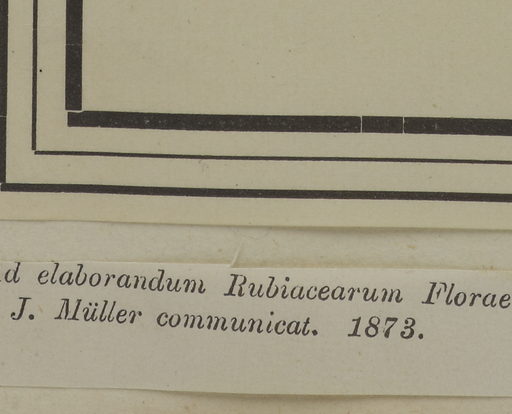 elaborandum Rubiacearum Florae
J. Müller communicat. 1873.